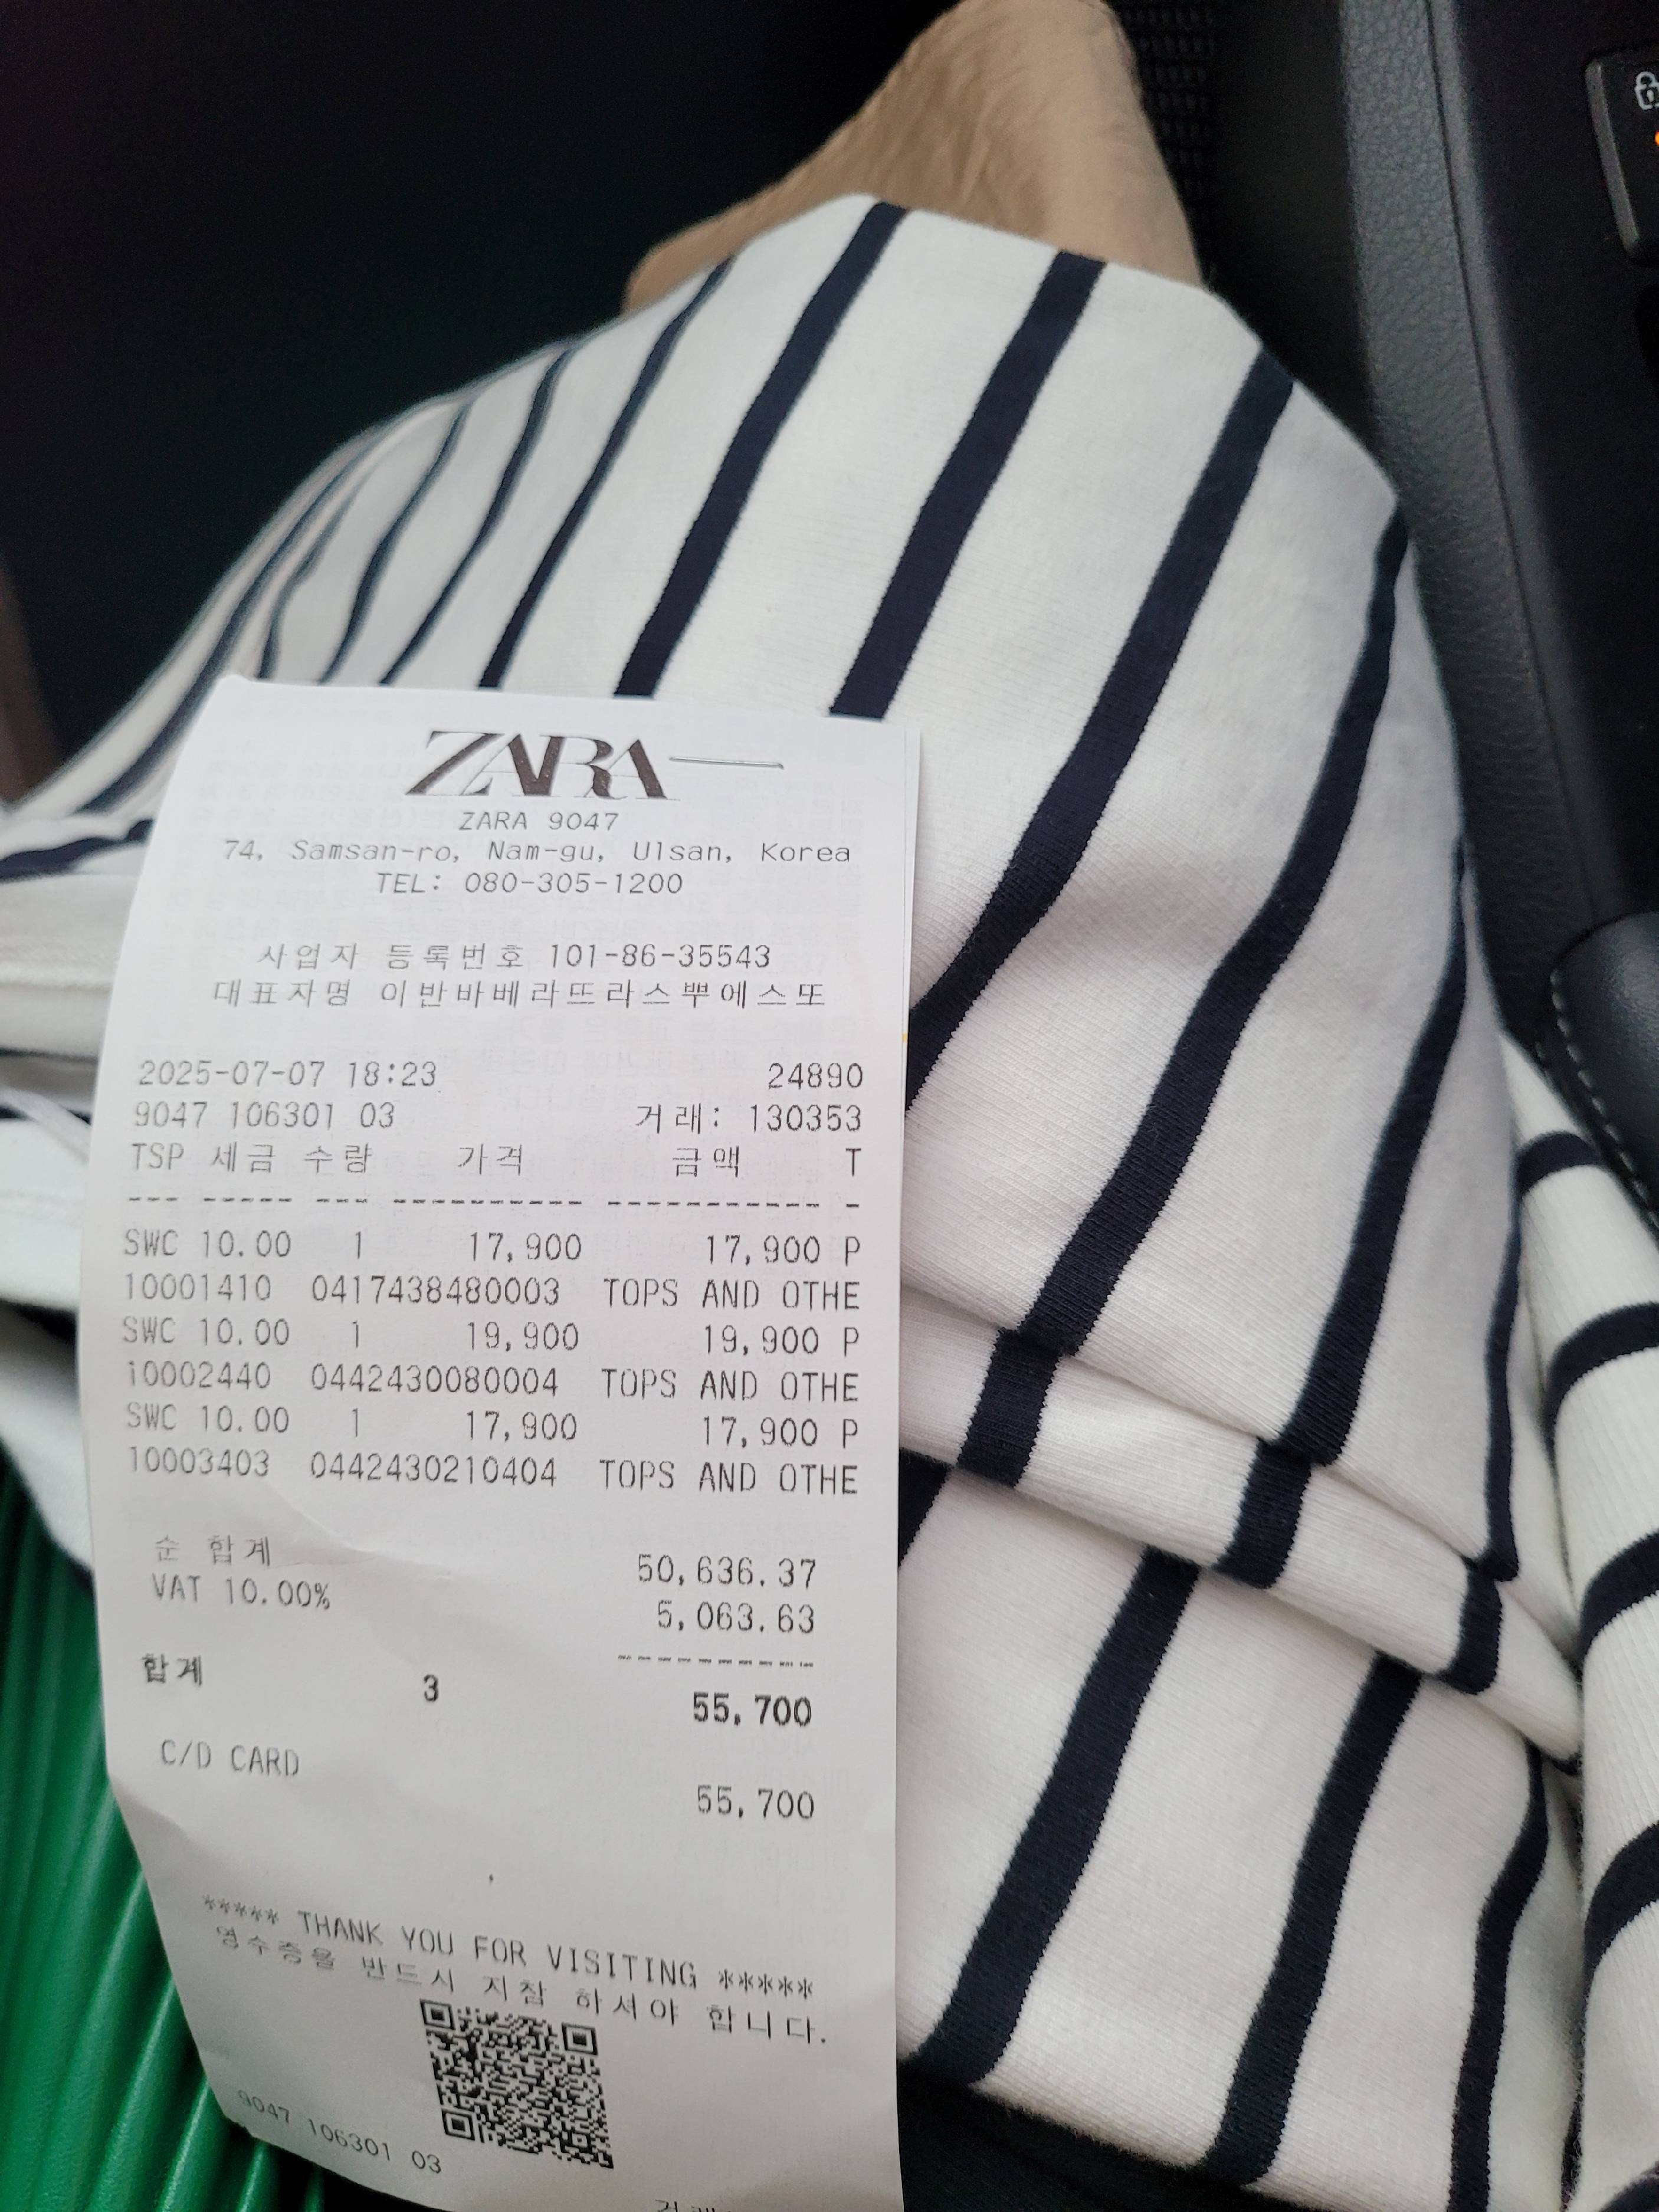 ZARA
ZARA 9047
74, Samsan-ro, Nam-gu, Ulsan, Korea
TEL: 080-305-1200
사업자 등록번호 101-86-35543
대표자명 이반바베라뜨라스뿌에스또
2025-07-07 18:23 24890
9047 106301 03 거래: 130353
TSP 세금 수량 가격 금액 T
--- ----- --- ---------- ----------- -
SWC 10.00 1 17,900 17,900 P
10001410 0417438480003 TOPS AND OTHE
SWC 10.00 1 19,900 19,900 P
10002440 0442430080004 TOPS AND OTHE
SWC 10.00 1 17,900 17,900 P
10003403 0442430210404 TOPS AND OTHE
순 합계 50,636.37
VAT 10.00% 5,063.63
----------
합계 3 55,700
C/D CARD 55,700
***** THANK YOU FOR VISITING *****
영수증을 반드시 지참 하셔야 합니다.
9047 106301 03